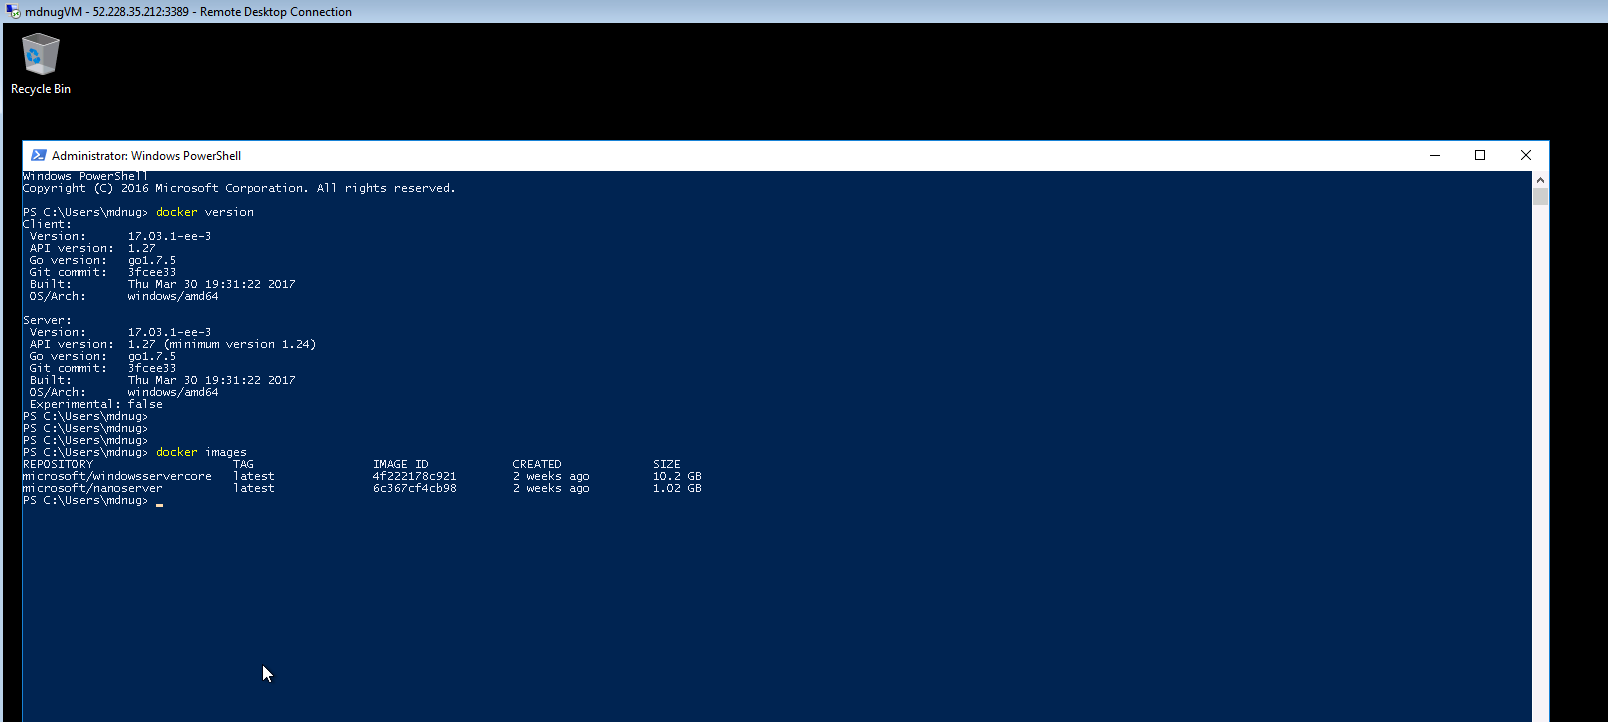 mdnugVM - 52.228.35.212:3389 - Remote Desktop Connection
Recycle Bin
Administrator: Windows PowerShell
Windows PowerShell
Copyright (C) 2016 Microsoft Corporation. All rights reserved.
PS C:\Users\mdnug> docker version
Client:
Version: 17.03.1-ee-3
API version: 1.27
Go version: go1.7.5
Git commit: 3fcee33
Built: Thu Mar 30 19:31:22 2017
OS/Arch: windows/amd64
Server:
Version: 17.03.1-ee-3
API version: 1.27 (minimum version 1.24)
Go version: go1.7.5
Git commit: 3fcee33
Built: Thu Mar 30 19:31:22 2017
OS/Arch: windows/amd64
Experimental: false
PS C:\Users\mdnug>
PS C:\Users\mdnug>
PS C:\Users\mdnug>
PS C:\Users\mdnug> docker images
REPOSITORY TAG IMAGE ID CREATED SIZE
microsoft/windowsservercore latest 4f222178c921 2 weeks ago 10.2 GB
microsoft/nanoserver latest 6c367cf4cb98 2 weeks ago 1.02 GB
PS C:\Users\mdnug> _